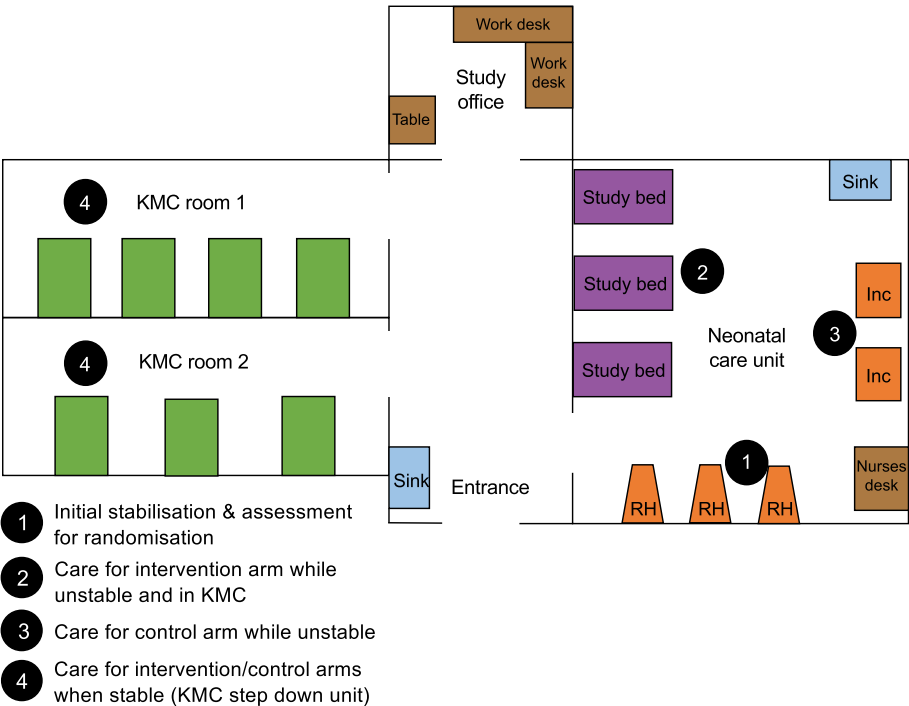 Work desk
Work
desk
Study
office
Table
4
KMC room 1
Study bed
Sink
Study bed
2
Inc
Neonatal
care unit
3
4
KMC room 2
Study bed
Inc
Sink
Entrance
1
RH
RH
RH
Nurses
desk
1
Initial stabilisation & assessment
for randomisation
2
Care for intervention arm while
unstable and in KMC
3
Care for control arm while unstable
4
Care for intervention/control arms
when stable (KMC step down unit)